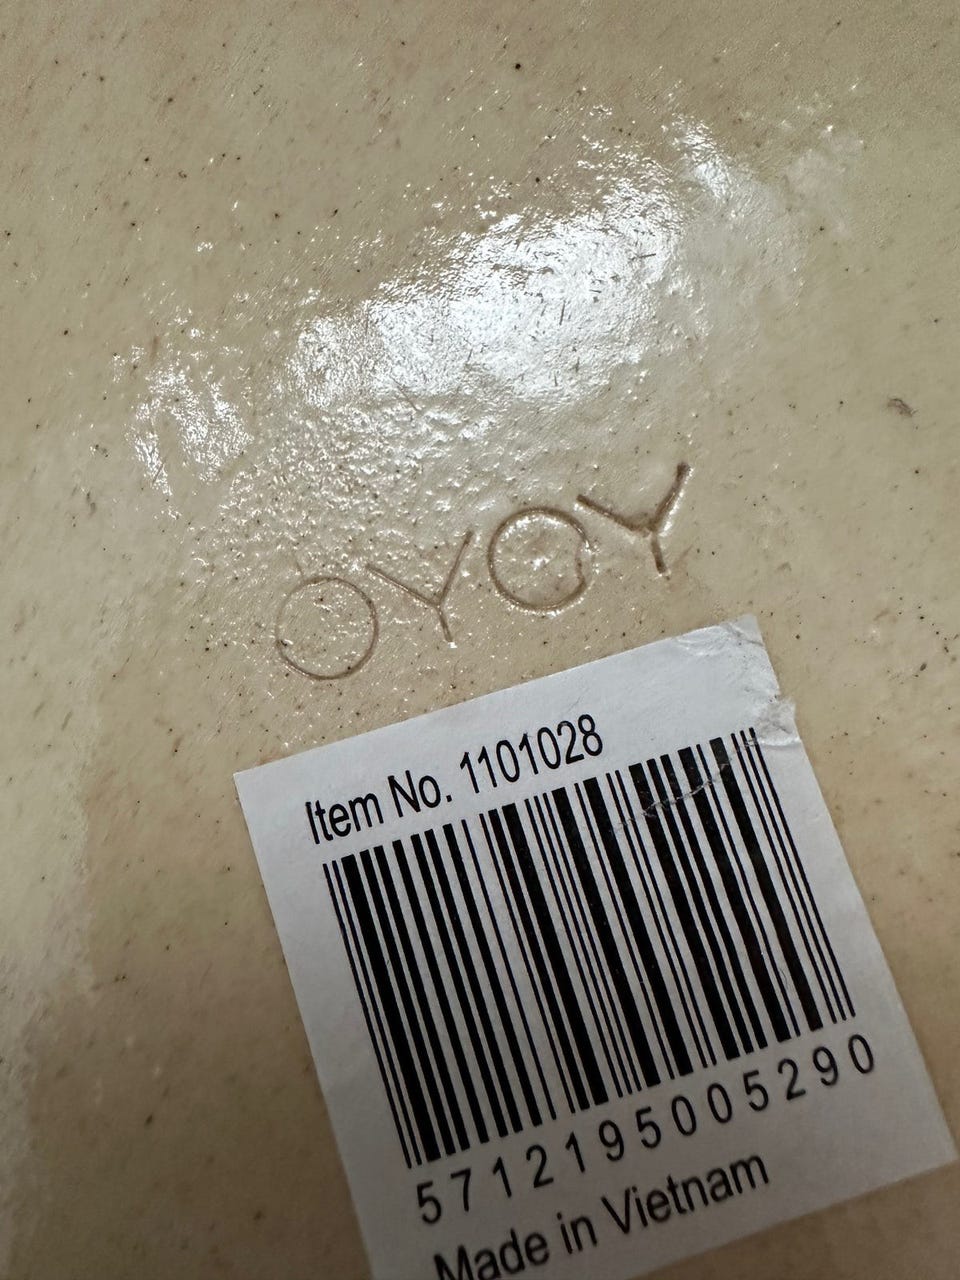 OYOY
Item No. 1101028
5712195005290
Made in Vietnam